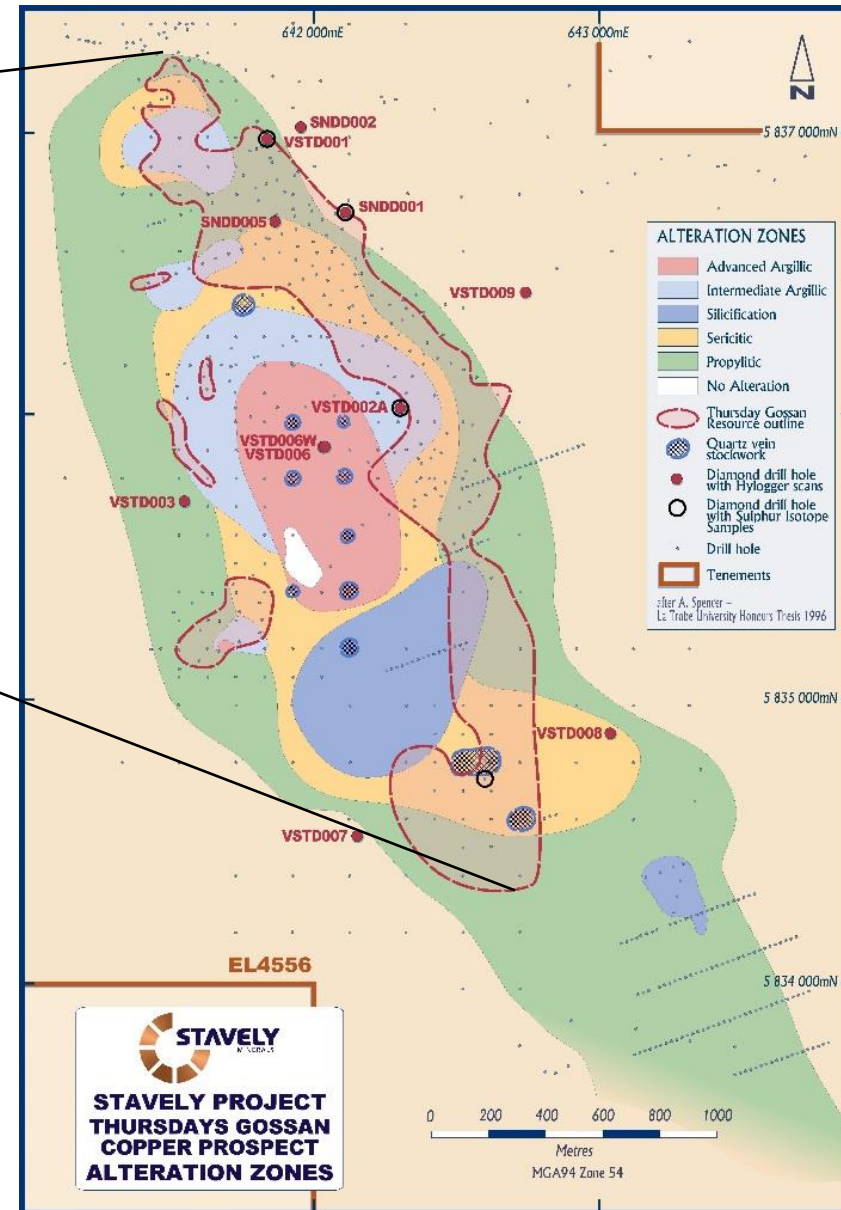 642 000mE
643 000mE
N
5 837 000mN
SNDD002
VSTD001
SNDD001
SNDD005
VSTD009
ALTERATION ZONES
Advanced Argillic
Intermediate Argillic
Silicification
Sericitic
Propylitic
No Alteration
Thursday Gossan
Resource outline
Quartz vein
stockwork
Diamond drill hole
with Hylogger scans
Diamond drill hole
with Sulphur Isotope
Samples
Drill hole
Tenements
after A. Spencer –
La Trobe University Honours Thesis 1996
VSTD002A
VSTD006W
VSTD006
VSTD003
5 835 000mN
VSTD008
VSTD007
EL4556
5 834 000mN
STAVELY
MINERALS
STAVELY PROJECT
THURSDAYS GOSSAN
COPPER PROSPECT
ALTERATION ZONES
0 200 400 600 800 1000
Metres
MGA94 Zone 54